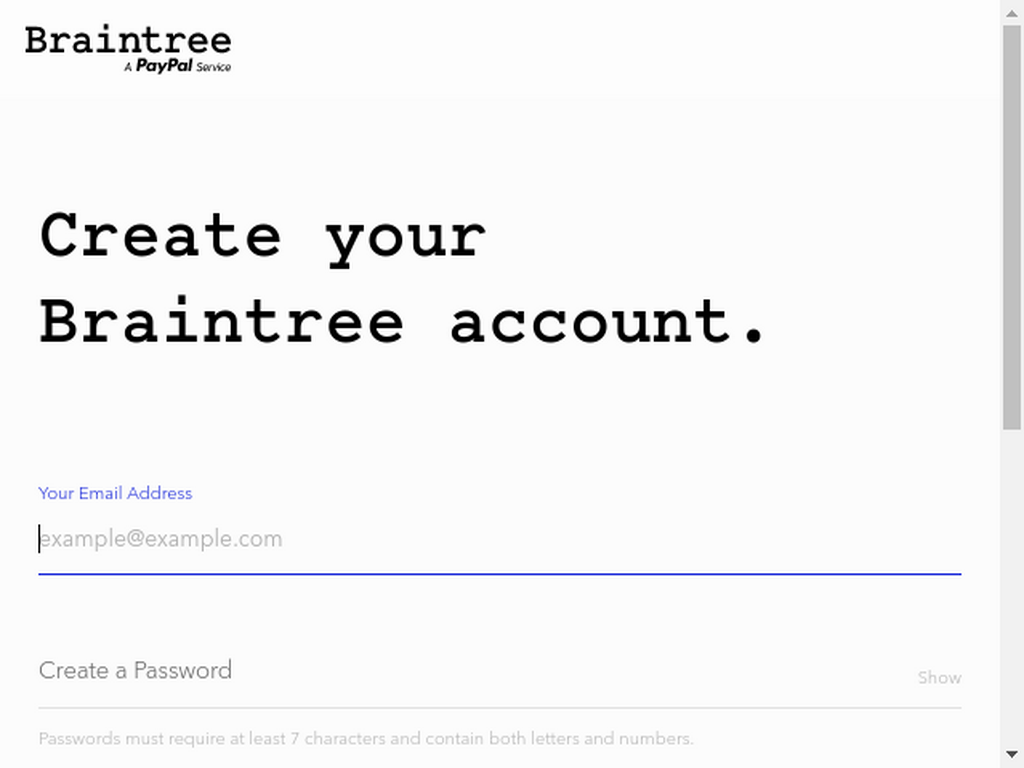 Braintree
A PayPal Service
Create your
Braintree account.
Your Email Address
example@example.com
Create a Password
Show
Passwords must require at least 7 characters and contain both letters and numbers.